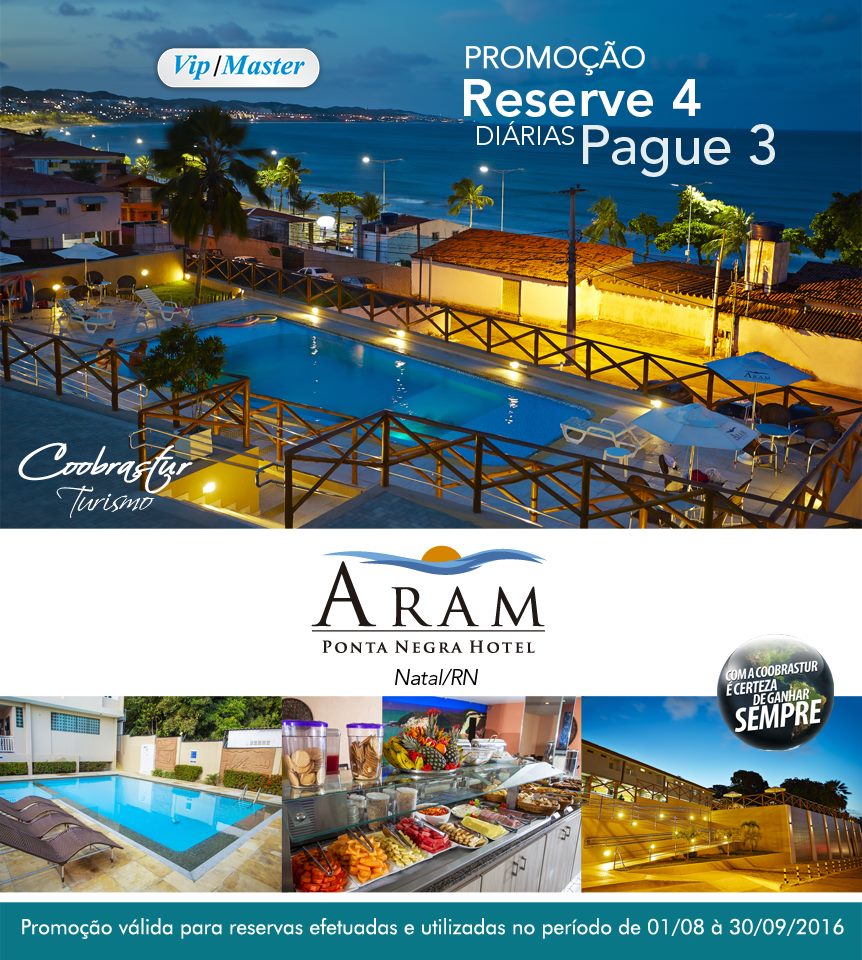 Vip/Master
PROMOÇÃO
Reserve 4
DIÁRIAS Pague 3
ARAM
Coobrastur
Turismo
ARAM
PONTA NEGRA HOTEL
Natal/RN
COM A COOBRASTUR
É CERTEZA
DE GANHAR
SEMPRE
Promoção válida para reservas efetuadas e utilizadas no período de 01/08 à 30/09/2016